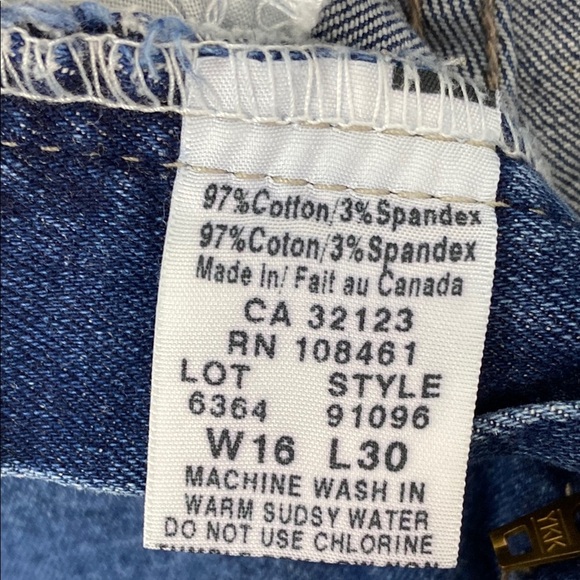 97%Cotton/3%Spandex
97%Coton/3%Spandex
Made In/ Fait au Canada
CA 32123
RN 108461
LOT STYLE
6364 91096
W16 L30
MACHINE WASH IN
WARM SUDSY WATER
DO NOT USE CHLORINE
YKK